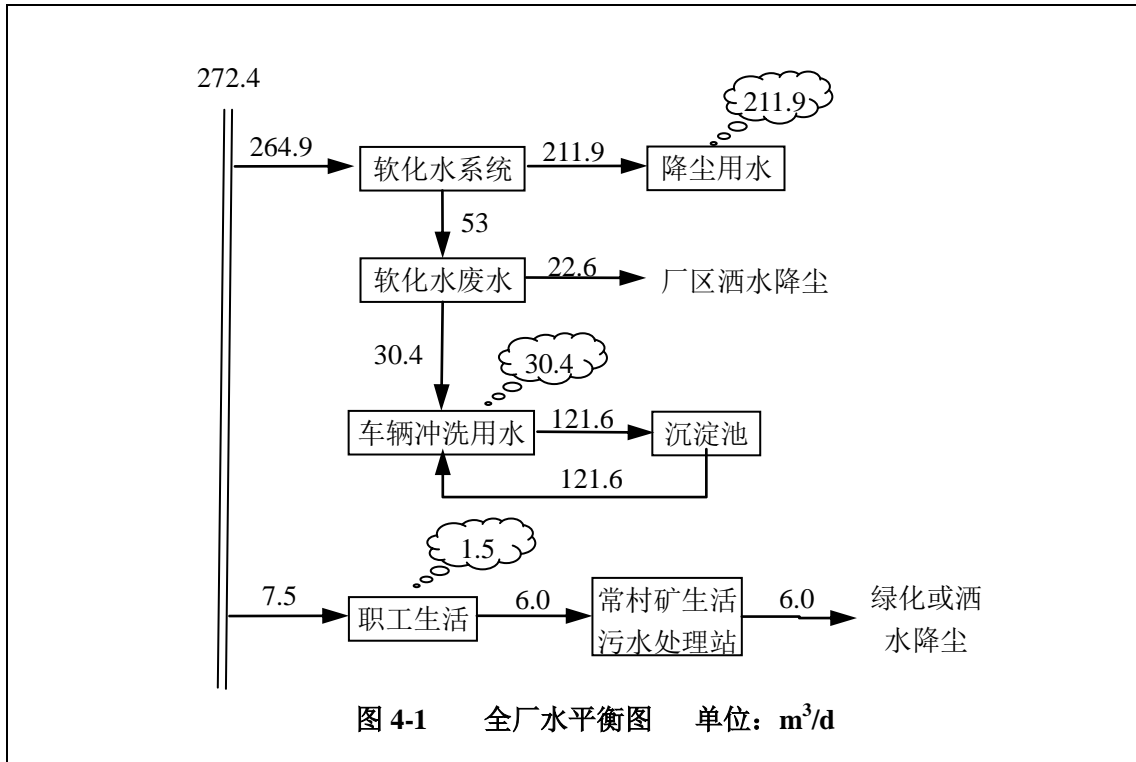 272.4
211.9
264.9
软化水系统
211.9
降尘用水
53
软化水废水
22.6
厂区洒水降尘
30.4
30.4
车辆冲洗用水
121.6
沉淀池
121.6
1.5
7.5
职工生活
6.0
常村矿生活
污水处理站
6.0
绿化或洒
水降尘
图 4-1 全厂水平衡图 单位：m³/d